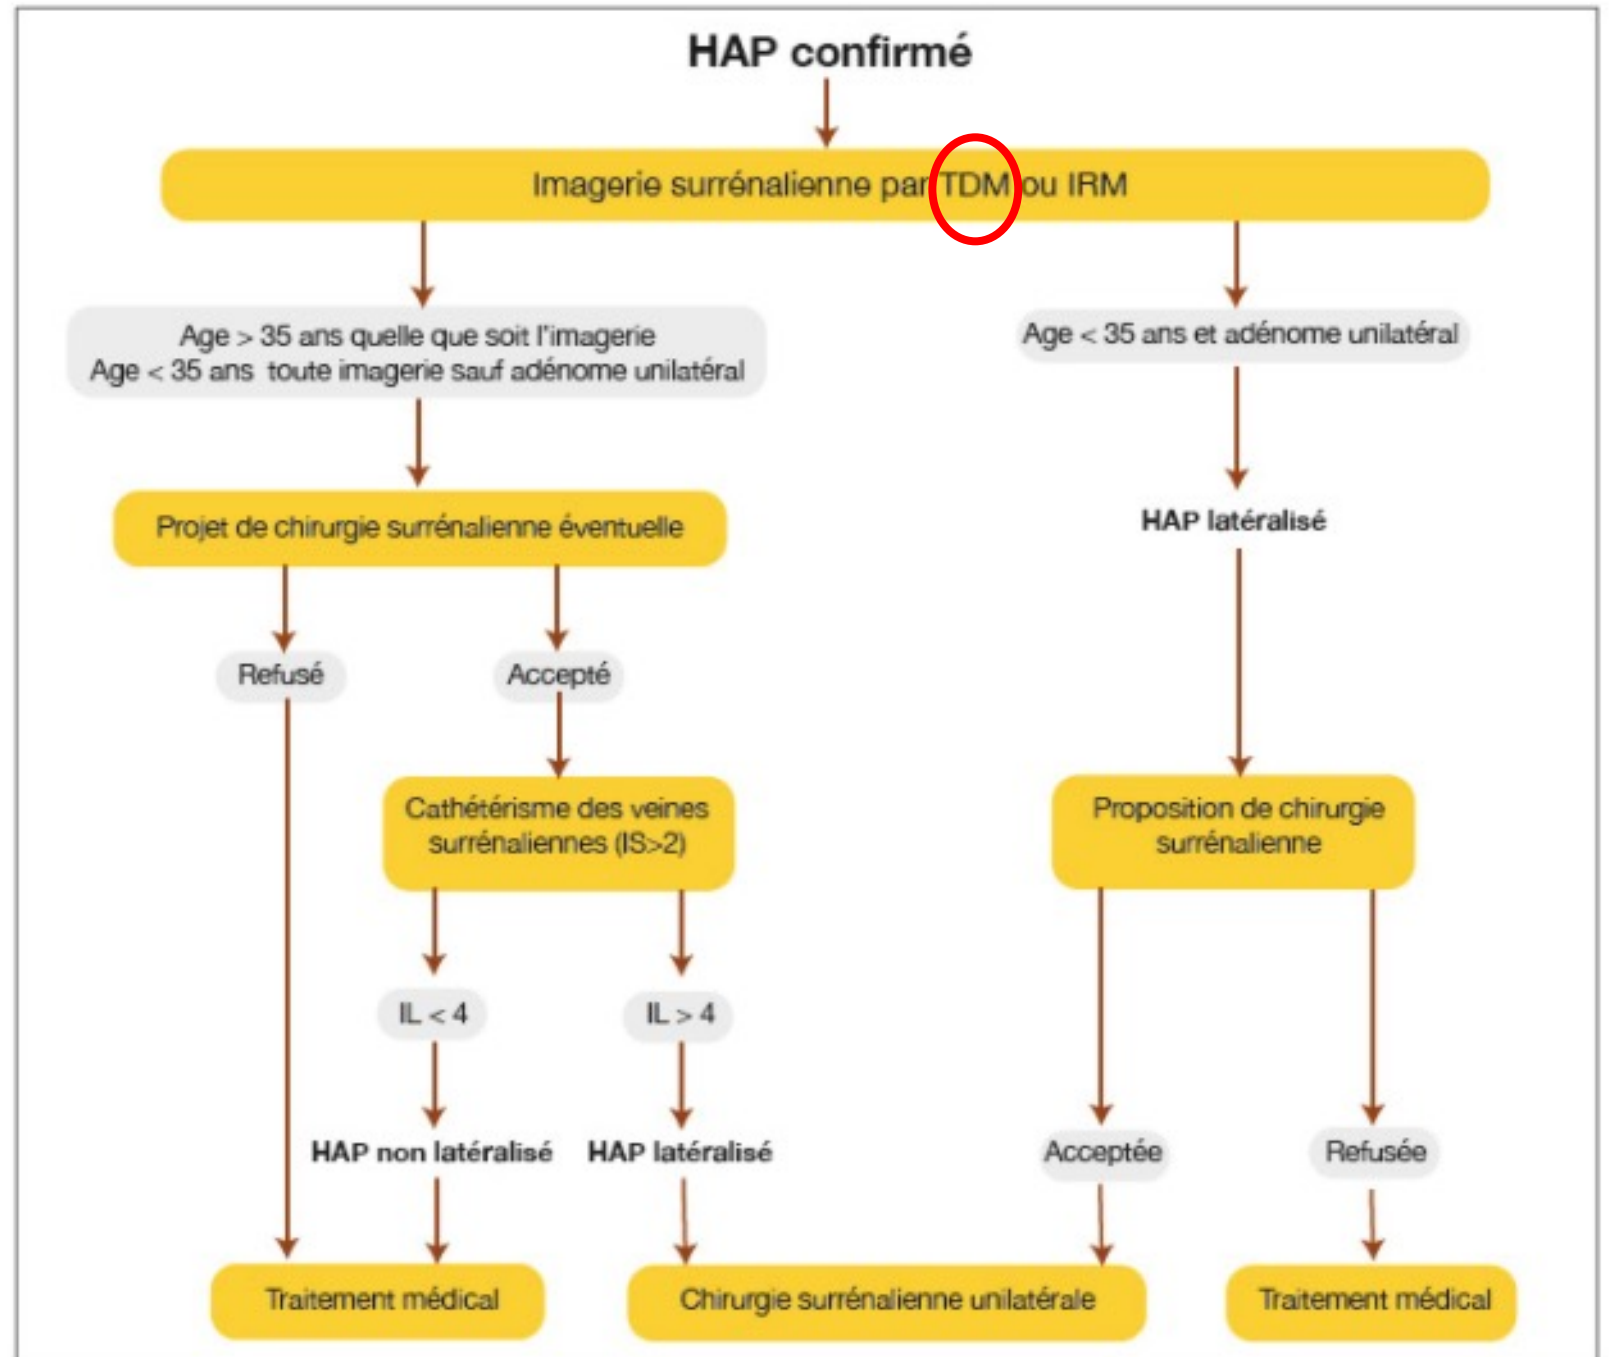 HAP confirmé
Imagerie surrénalienne par TDM ou IRM
Age > 35 ans quelle que soit l'imagerie
Age < 35 ans toute imagerie sauf adénome unilatéral
Age < 35 ans et adénome unilatéral
Projet de chirurgie surrénalienne éventuelle
HAP latéralisé
Refusé
Accepté
Cathétérisme des veines
surrénaliennes (IS>2)
Proposition de chirurgie
surrénalienne
IL < 4
IL > 4
HAP non latéralisé
HAP latéralisé
Acceptée
Refusée
Traitement médical
Chirurgie surrénalienne unilatérale
Traitement médical